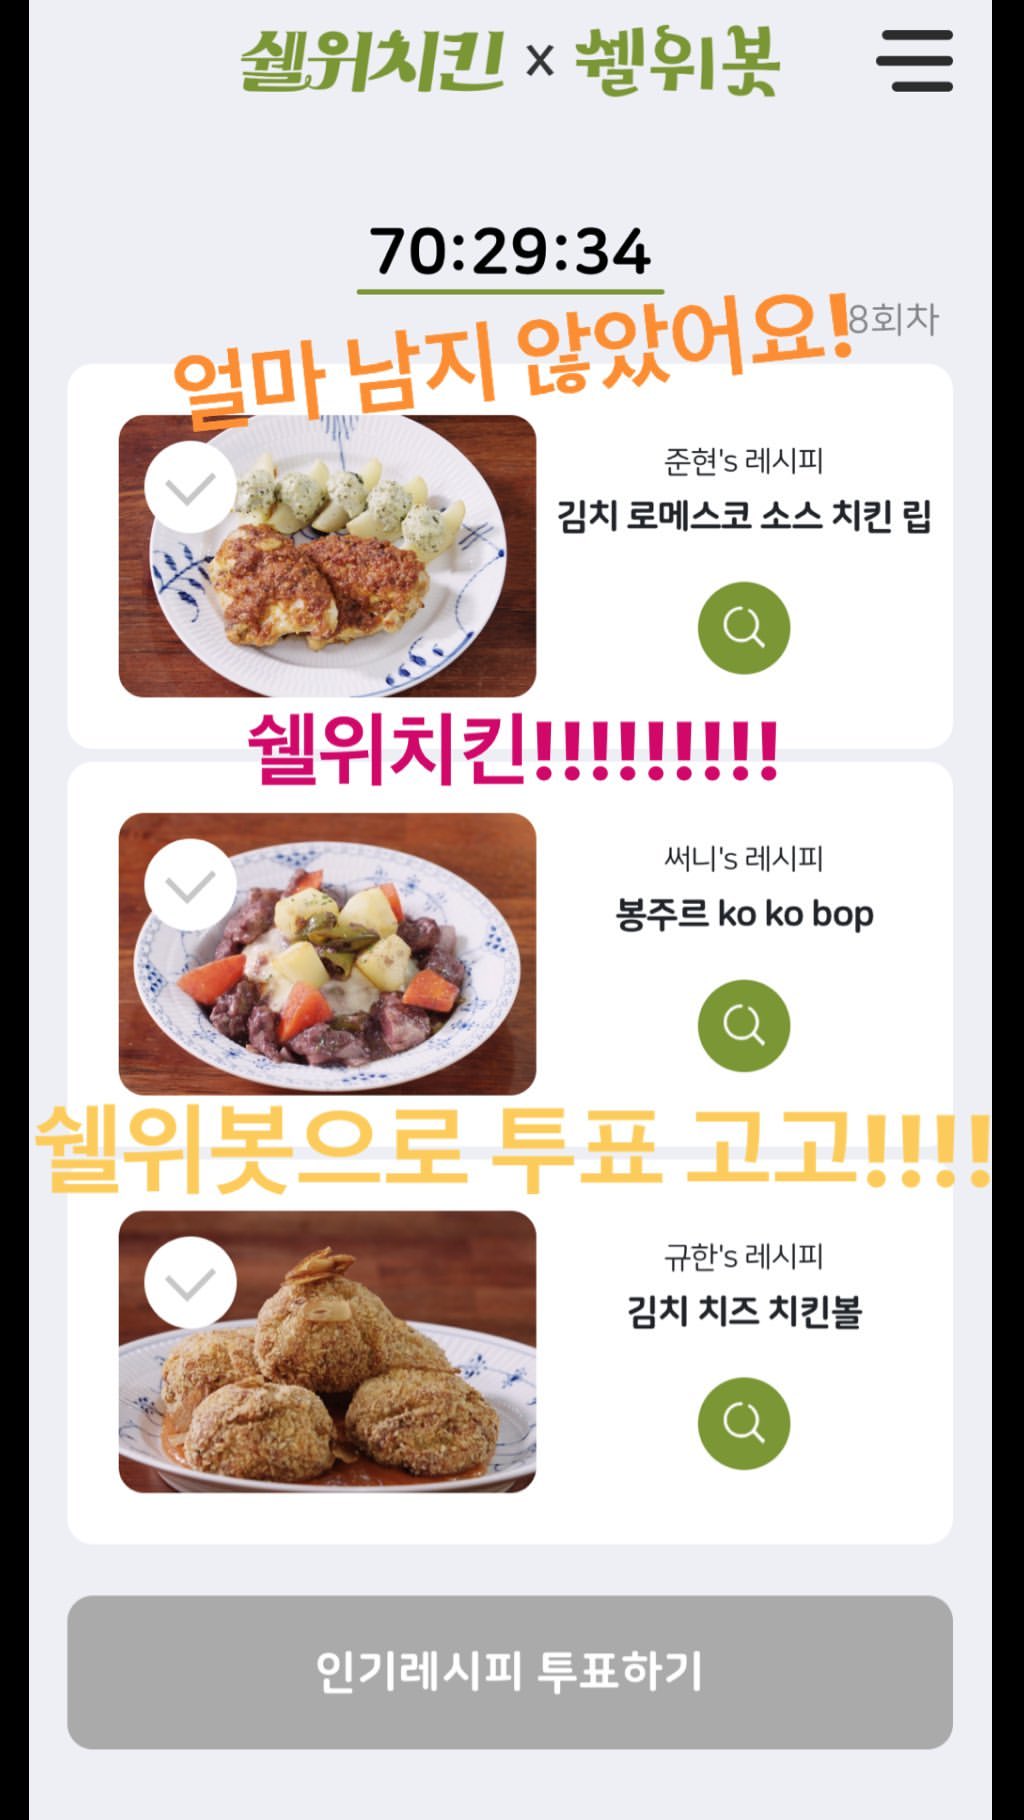 쉘위치킨 x 쉘위봇
70:29:34
얼마 남지 않았어요!
8회차
준현's 레시피
김치 로메스코 소스 치킨 립
쉘위치킨!!!!!!!!!
써니's 레시피
봉주르 ko ko bop
쉘위봇으로 투표 고고!!!!
규한's 레시피
김치 치즈 치킨볼
인기레시피 투표하기